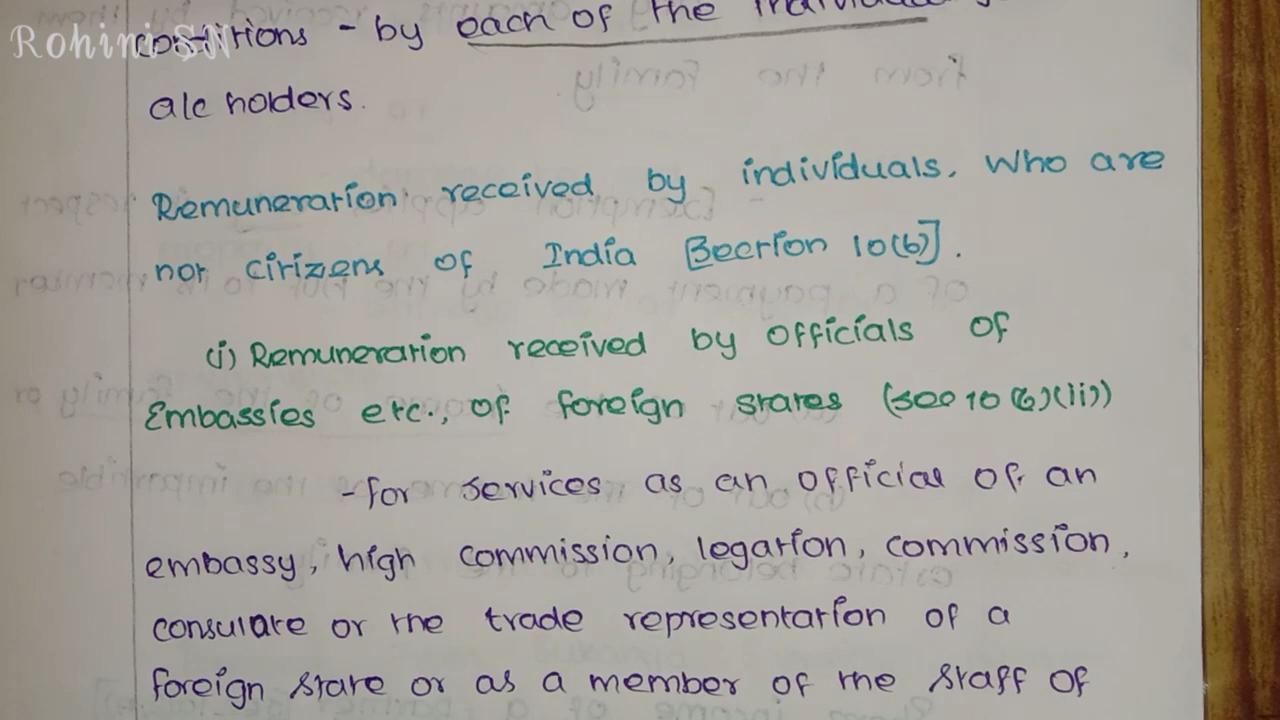 RohiniSN
conditions - by each of the individual
a/c holders.
Remuneration received by individuals, who are
not citizens of India [Section 10(6)].
(i) Remuneration received by officials of
Embassies etc., of foreign states (sec 10(6)(ii))
-for services as an official of an
embassy, high commission, legation, commission,
consulate or the trade representation of a
foreign state or as a member of the staff of